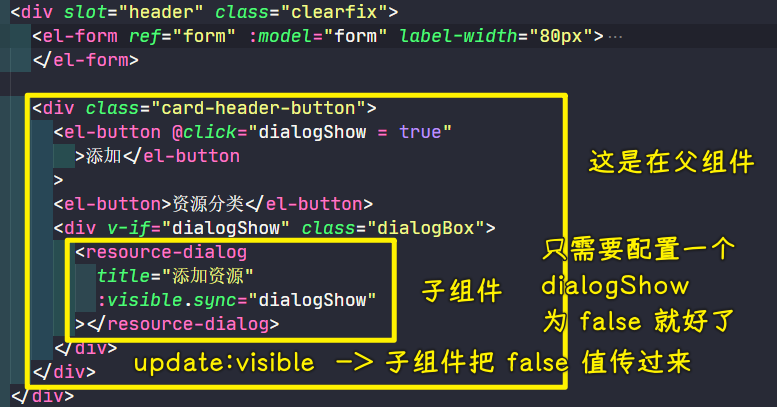 <div slot="header" class="clearfix">
<el-form ref="form" :model="form" label-width="80px">…
</el-form>
<div class="card-header-button">
<el-button @click="dialogShow = true"
>添加</el-button
>
<el-button>资源分类</el-button>
<div v-if="dialogShow" class="dialogBox">
<resource-dialog
title="添加资源"
:visible.sync="dialogShow"
></resource-dialog>
</div>
</div>
</div>
这是在父组件
只需要配置一个
dialogShow
为 false 就好了
子组件
update:visible -> 子组件把 false 值传过来